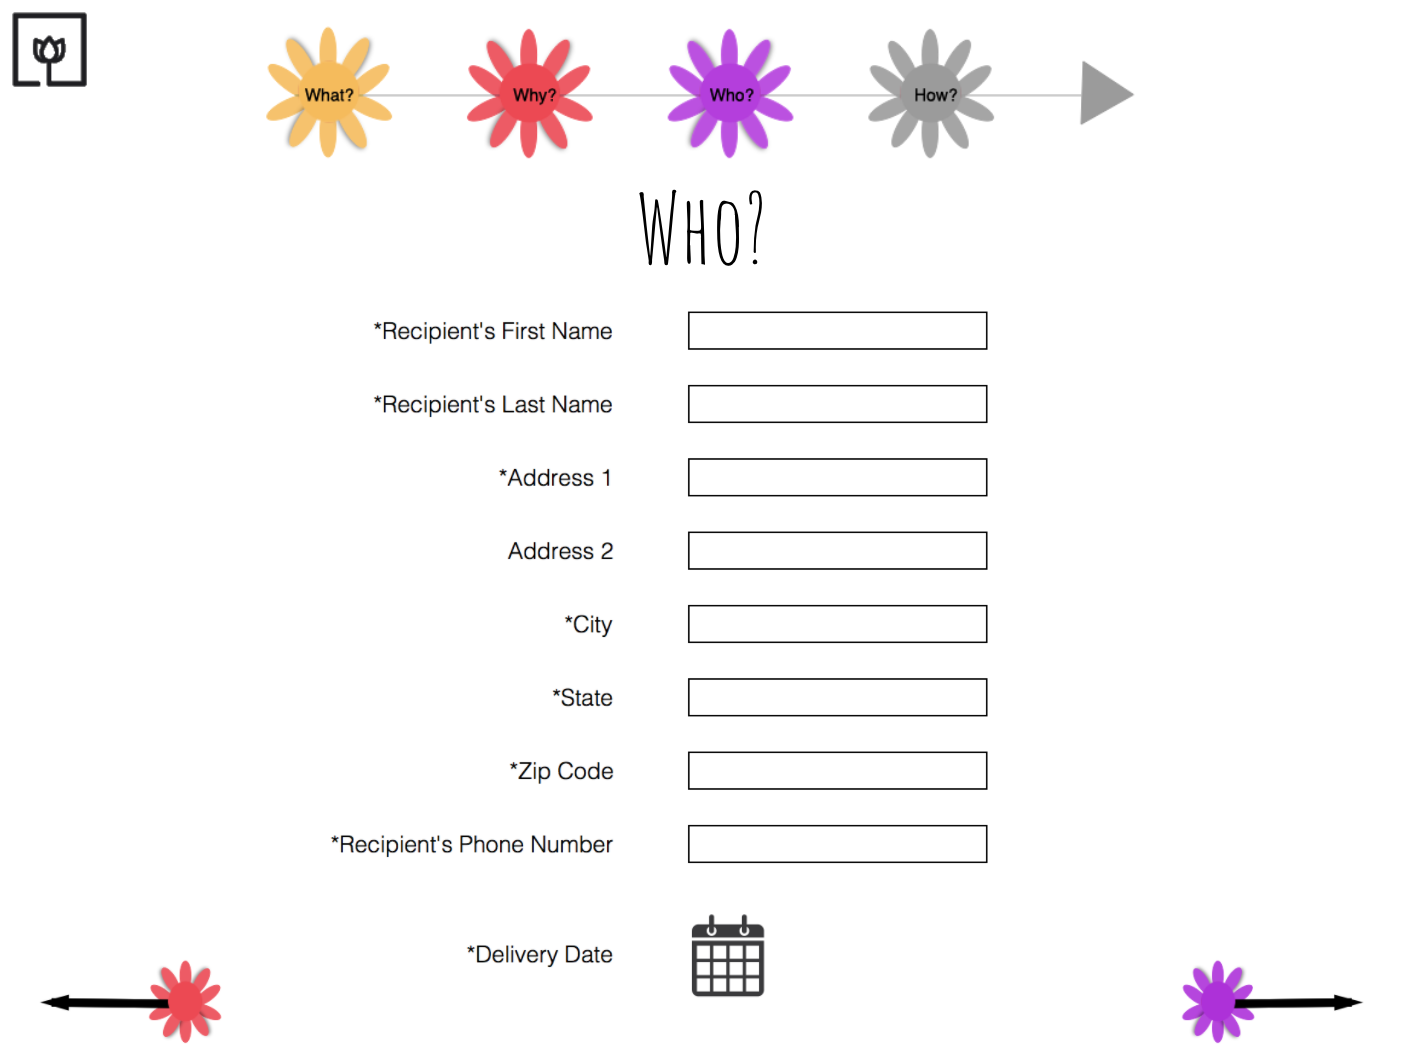 What? Why? Who? How?
Who?
*Recipient's First Name
*Recipient's Last Name
*Address 1
Address 2
*City
*State
*Zip Code
*Recipient's Phone Number
*Delivery Date